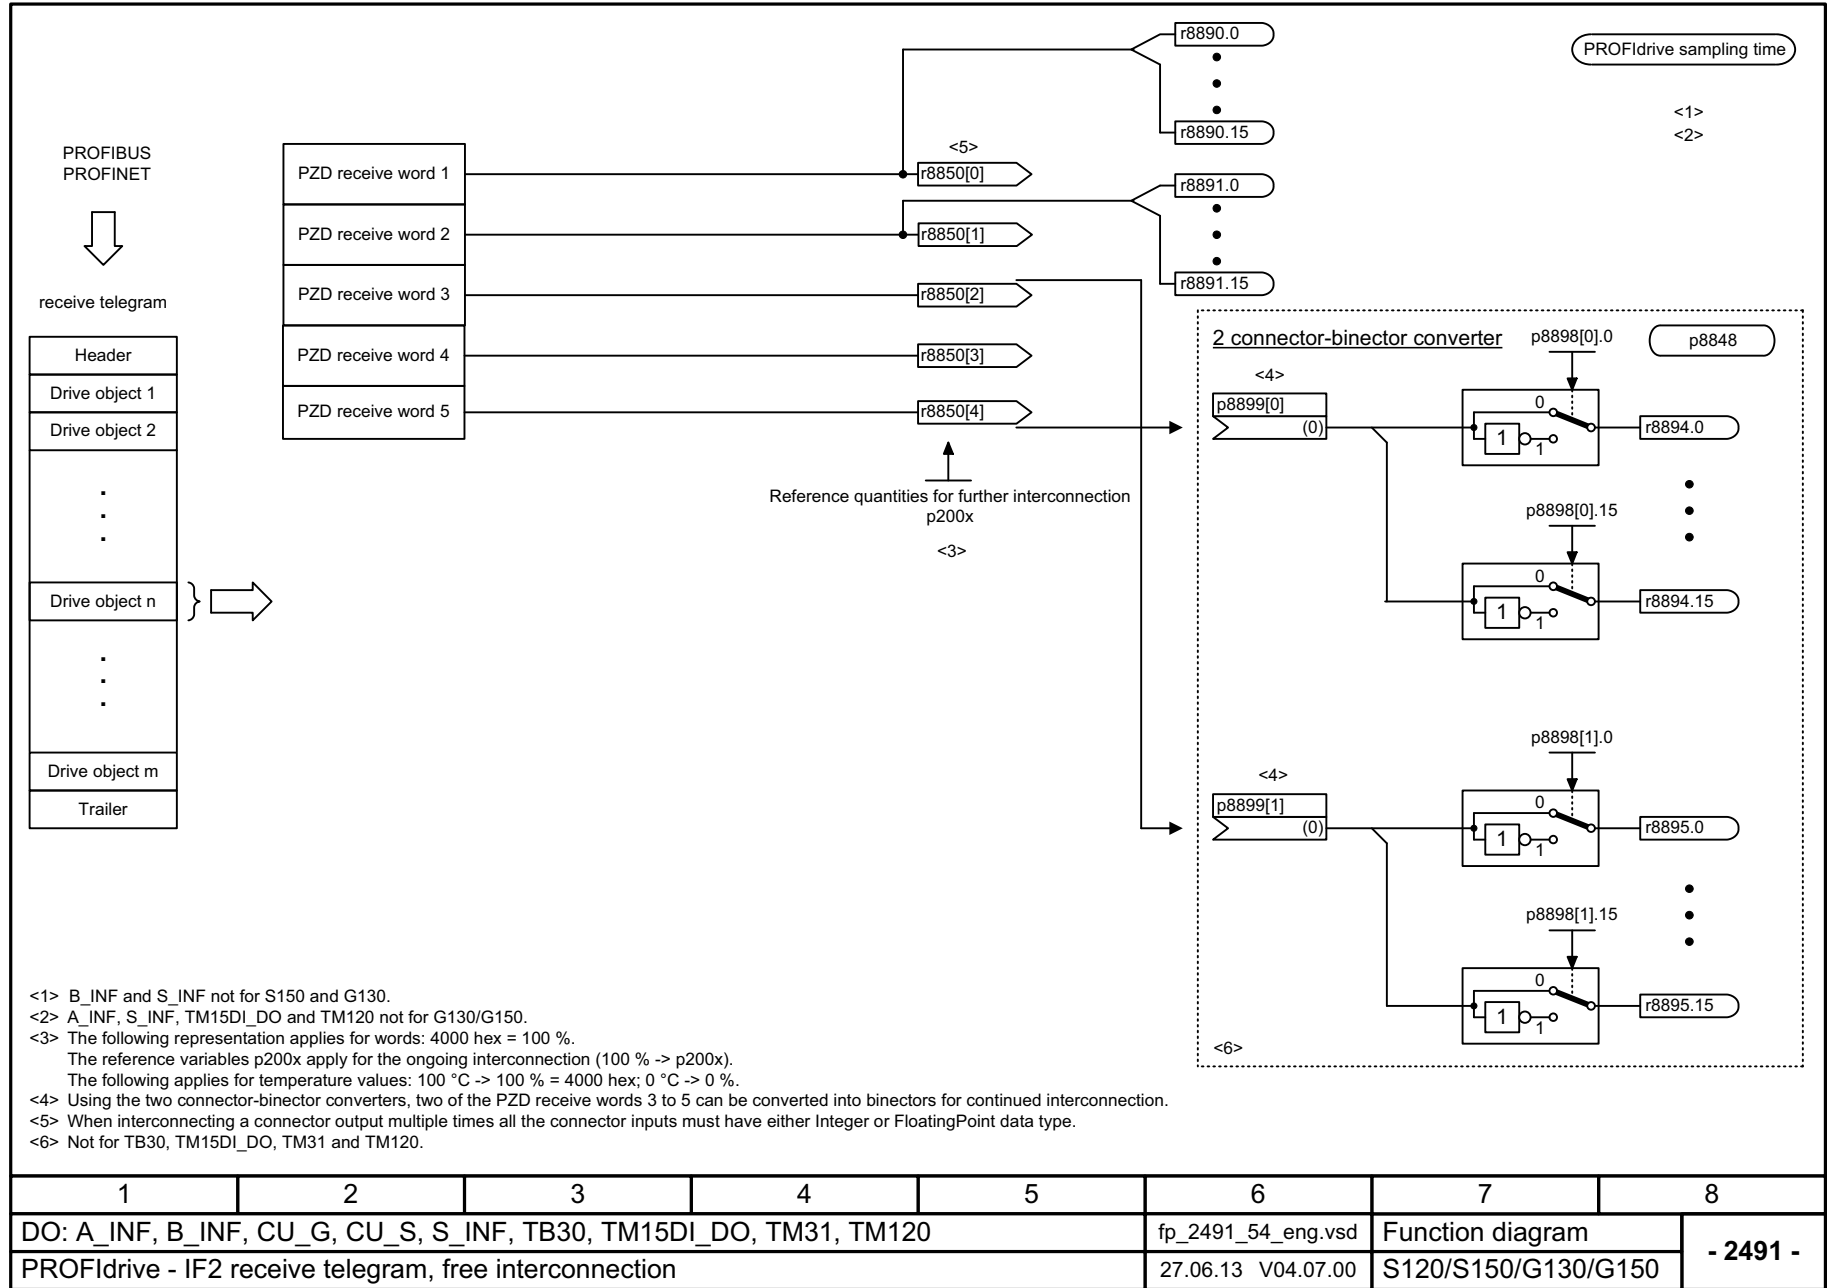 r8890.0
PROFIdrive sampling time
r8890.15
<1>
<2>
PROFIBUS
PROFINET
PZD receive word 1
<5>
r8850[0]
r8891.0
PZD receive word 2
r8850[1]
r8891.15
receive telegram
PZD receive word 3
r8850[2]
Header
PZD receive word 4
r8850[3]
2 connector-binector converter
p8898[0].0
p8848
Drive object 1
PZD receive word 5
r8850[4]
<4>
p8899[0]
(0)
0
1
1
r8894.0
Drive object 2
Reference quantities for further interconnection
p200x
<3>
p8898[0].15
0
1
1
r8894.15
Drive object n
p8898[1].0
Drive object m
<4>
p8899[1]
(0)
0
1
1
r8895.0
Trailer
p8898[1].15
0
1
1
r8895.15
<6>
<1> B_INF and S_INF not for S150 and G130.
<2> A_INF, S_INF, TM15DI_DO and TM120 not for G130/G150.
<3> The following representation applies for words: 4000 hex = 100 %.
The reference variables p200x apply for the ongoing interconnection (100 % -> p200x).
The following applies for temperature values: 100 °C -> 100 % = 4000 hex; 0 °C -> 0 %.
<4> Using the two connector-binector converters, two of the PZD receive words 3 to 5 can be converted into binectors for continued interconnection.
<5> When interconnecting a connector output multiple times all the connector inputs must have either Integer or FloatingPoint data type.
<6> Not for TB30, TM15DI_DO, TM31 and TM120.
1 2 3 4 5 6 7 8
DO: A_INF, B_INF, CU_G, CU_S, S_INF, TB30, TM15DI_DO, TM31, TM120
fp_2491_54_eng.vsd
Function diagram
- 2491 -
PROFIdrive - IF2 receive telegram, free interconnection
27.06.13 V04.07.00
S120/S150/G130/G150